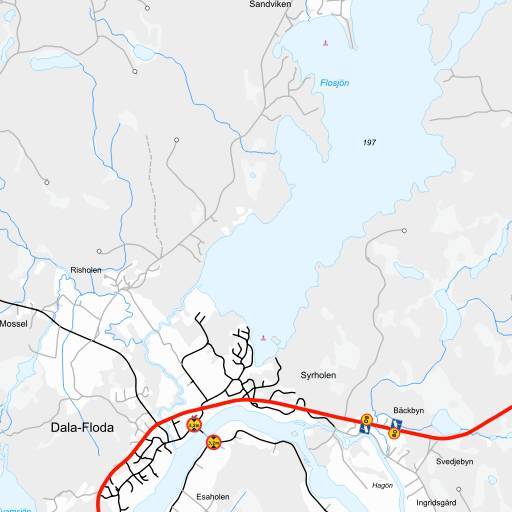 Sandviken
Flosjön
197
Risholen
Mossel
Syrholen
Bäckbyn
Dala-Floda
Svedjebyn
Hagön
Esaholen
Ingridsgård